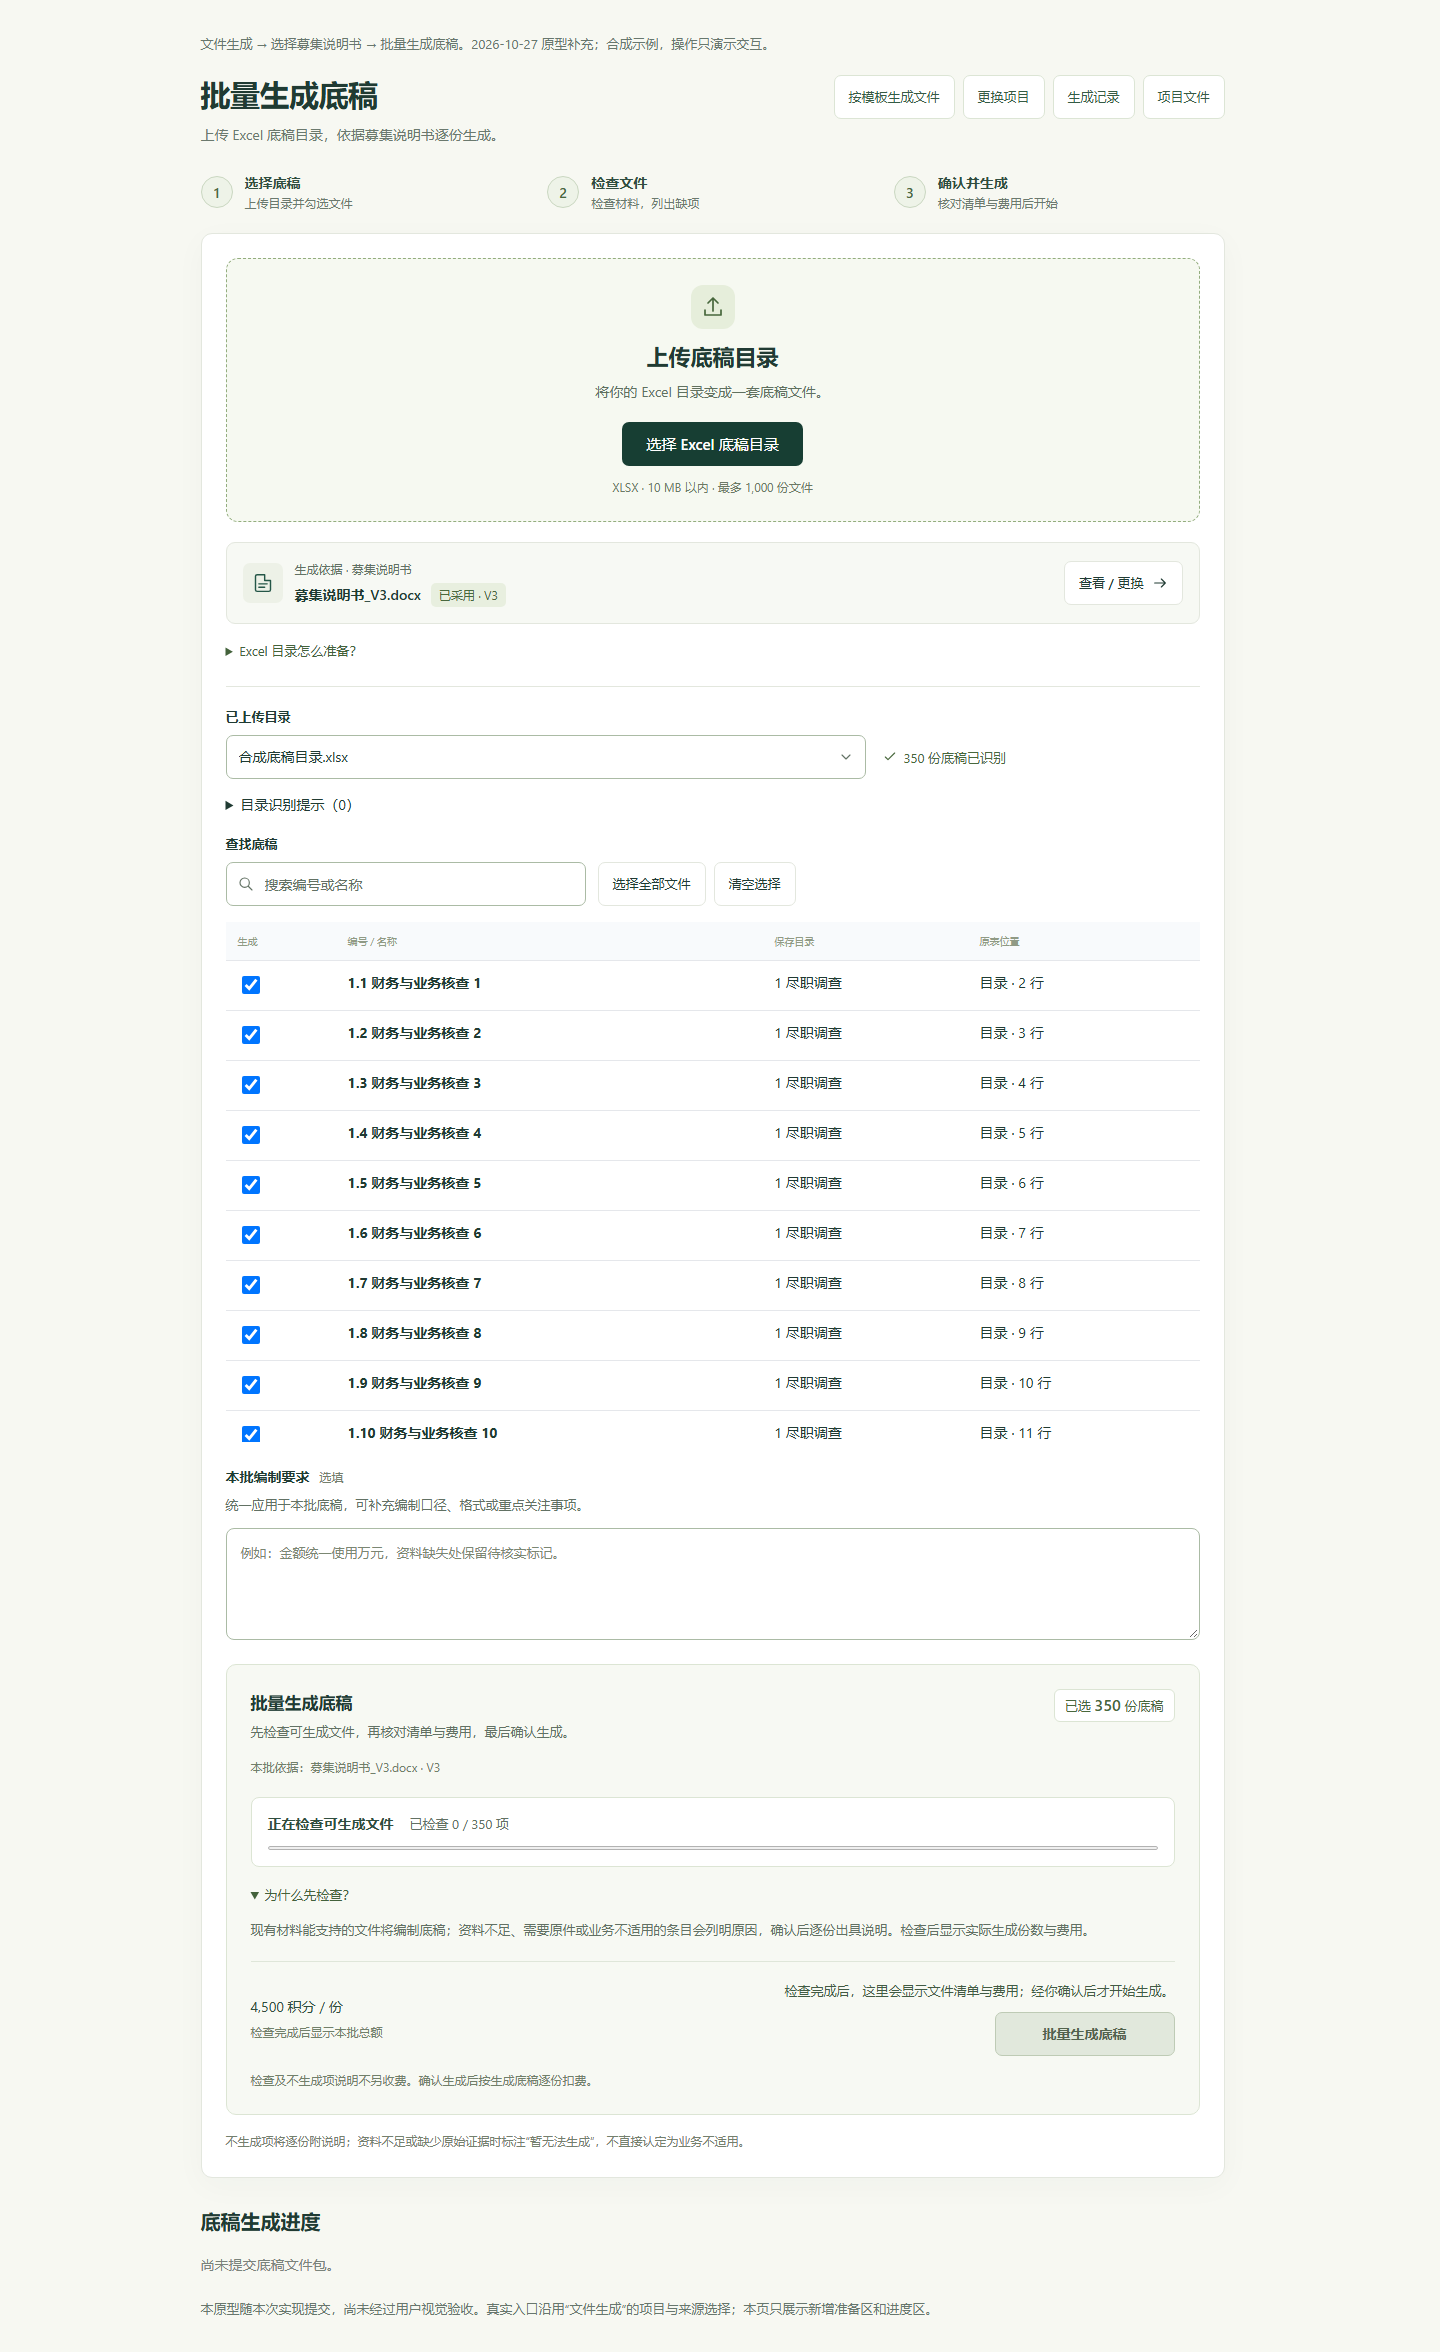 文件生成 → 选择募集说明书 → 批量生成底稿。2026-10-27 原型补充；合成示例，操作只演示交互。
批量生成底稿
按模板生成文件
更换项目
生成记录
项目文件
上传 Excel 底稿目录，依据募集说明书逐份生成。
1
选择底稿
上传目录并勾选文件
2
检查文件
检查材料，列出缺项
3
确认并生成
核对清单与费用后开始
上传底稿目录
将你的 Excel 目录变成一套底稿文件。
选择 Excel 底稿目录
XLSX · 10 MB 以内 · 最多 1,000 份文件
生成依据 · 募集说明书
募集说明书_V3.docx 已采用 · V3
查看 / 更换 →
▶ Excel 目录怎么准备？
已上传目录
合成底稿目录.xlsx
✓ 350 份底稿已识别
▶ 目录识别提示（0）
查找底稿
搜索编号或名称
选择全部文件
清空选择
生成 编号 / 名称 保存目录 原表位置
1.1 财务与业务核查 1 1 尽职调查 目录 · 2 行
1.2 财务与业务核查 2 1 尽职调查 目录 · 3 行
1.3 财务与业务核查 3 1 尽职调查 目录 · 4 行
1.4 财务与业务核查 4 1 尽职调查 目录 · 5 行
1.5 财务与业务核查 5 1 尽职调查 目录 · 6 行
1.6 财务与业务核查 6 1 尽职调查 目录 · 7 行
1.7 财务与业务核查 7 1 尽职调查 目录 · 8 行
1.8 财务与业务核查 8 1 尽职调查 目录 · 9 行
1.9 财务与业务核查 9 1 尽职调查 目录 · 10 行
1.10 财务与业务核查 10 1 尽职调查 目录 · 11 行
本批编制要求 选填
统一应用于本批底稿，可补充编制口径、格式或重点关注事项。
例如：金额统一使用万元，资料缺失处保留待核实标记。
批量生成底稿
已选 350 份底稿
先检查可生成文件，再核对清单与费用，最后确认生成。
本批依据：募集说明书_V3.docx · V3
正在检查可生成文件 已检查 0 / 350 项
▼ 为什么先检查？
现有材料能支持的文件将编制底稿；资料不足、需要原件或业务不适用的条目会列明原因，确认后逐份出具说明。检查后显示实际生成份数与费用。
检查完成后，这里会显示文件清单与费用；经你确认后才开始生成。
4,500 积分 / 份
检查完成后显示本批总额
批量生成底稿
检查及不生成项说明不另收费。确认生成后按生成底稿逐份扣费。
不生成项将逐份附说明；资料不足或缺少原始证据时标注“暂无法生成”，不直接认定为业务不适用。
底稿生成进度
尚未提交底稿文件包。
本原型随本次实现提交，尚未经过用户视觉验收。真实入口沿用“文件生成”的项目与来源选择；本页只展示新增准备区和进度区。